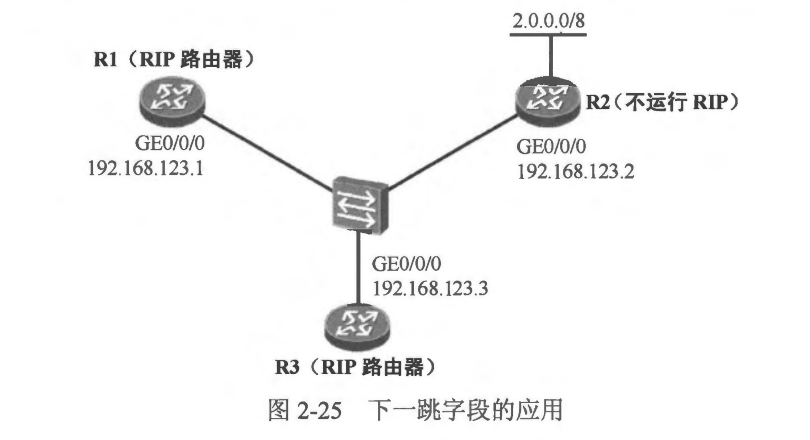 2.0.0.0/8
R1（RIP 路由器）
R2（不运行 RIP）
GE0/0/0
192.168.123.1
GE0/0/0
192.168.123.2
GE0/0/0
192.168.123.3
R3（RIP 路由器）
图 2-25 下一跳字段的应用